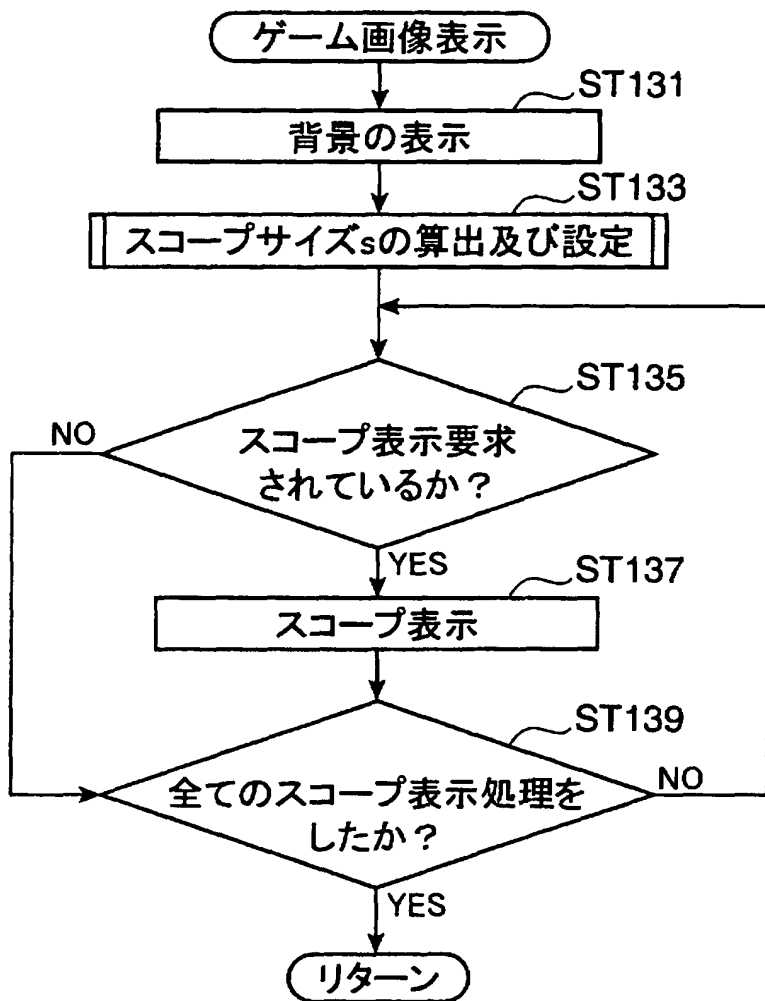 ゲーム画像表示
ST131
背景の表示
ST133
スコープサイズsの算出及び設定
ST135
NO
スコープ表示要求
されているか？
YES
ST137
スコープ表示
ST139
全てのスコープ表示処理を
したか？
NO
YES
リターン